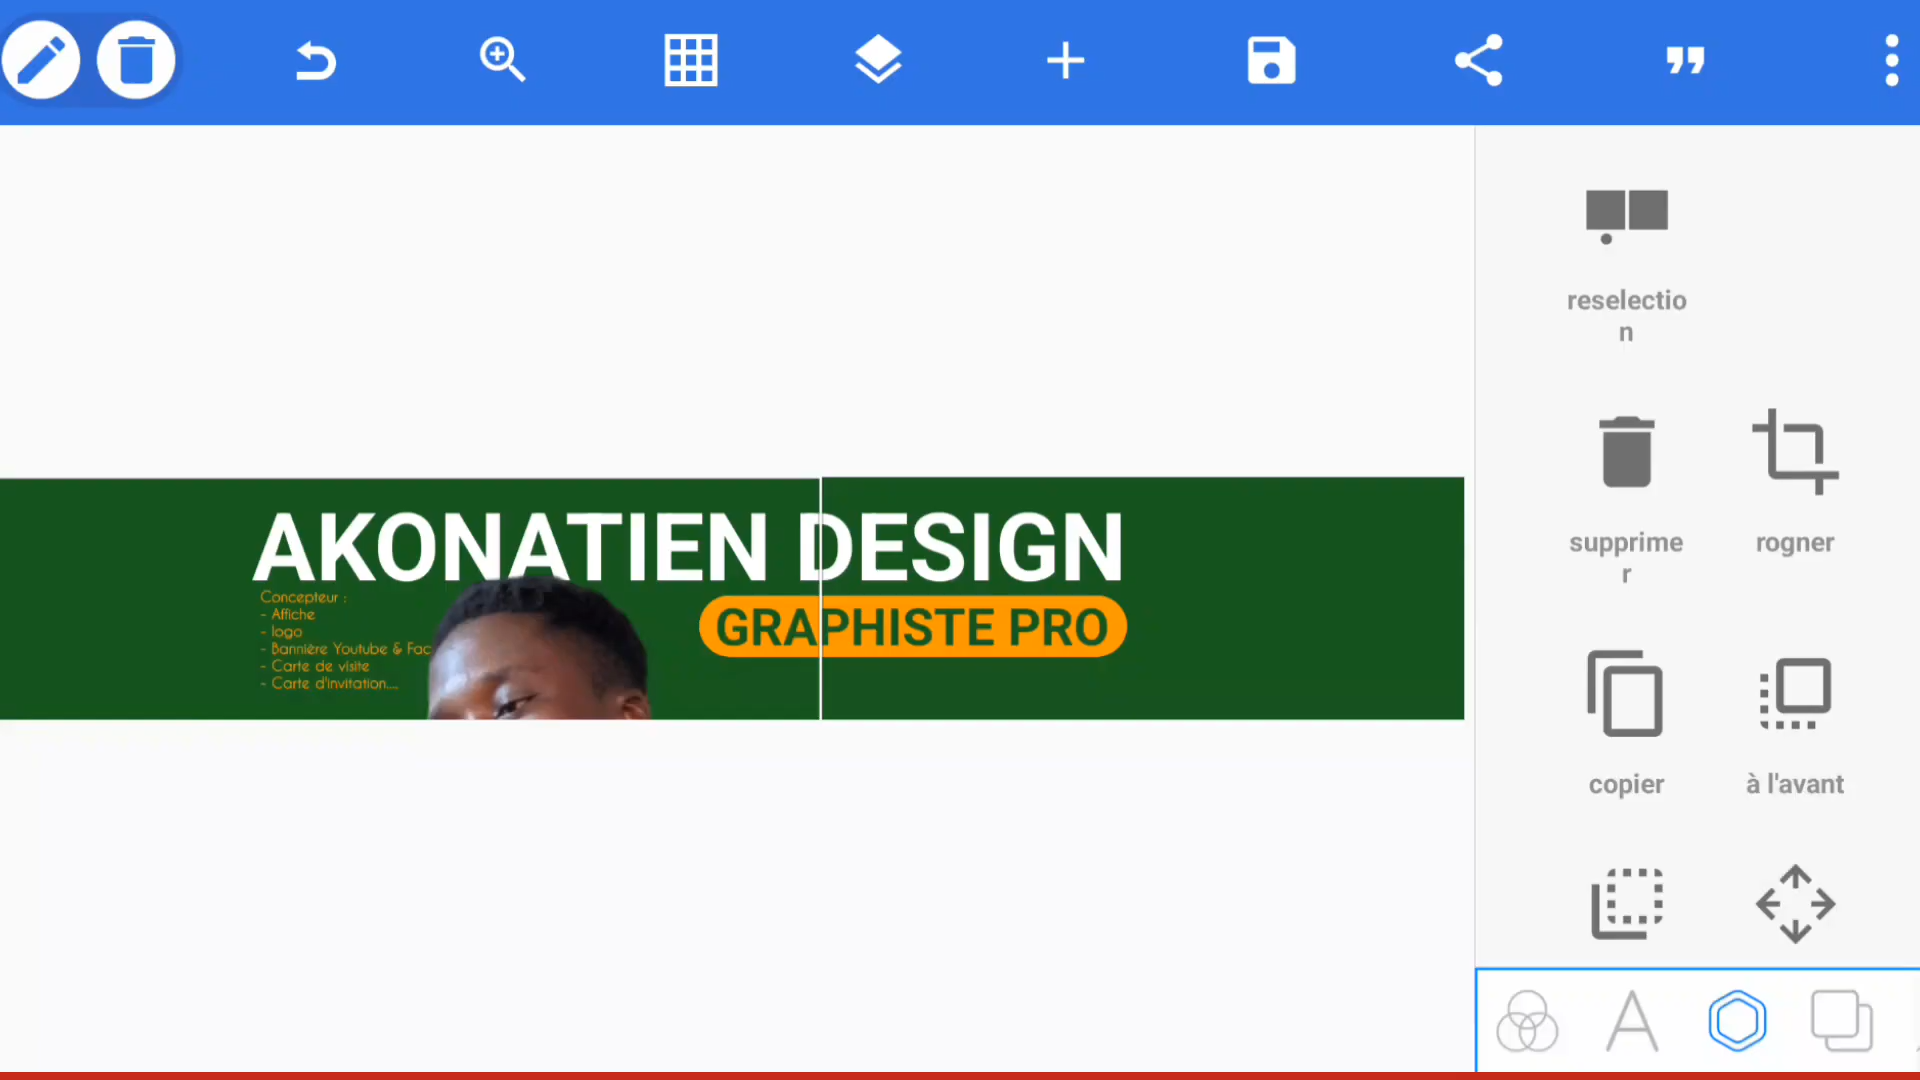 AKONATIEN DESIGN
GRAPHISTE PRO
Concepteur :
- Affiche
- logo
- Bannière Youtube & Fac
- Carte de visite
- Carte d'invitation....
reselectio
n
supprime
r
rogner
copier
à l'avant